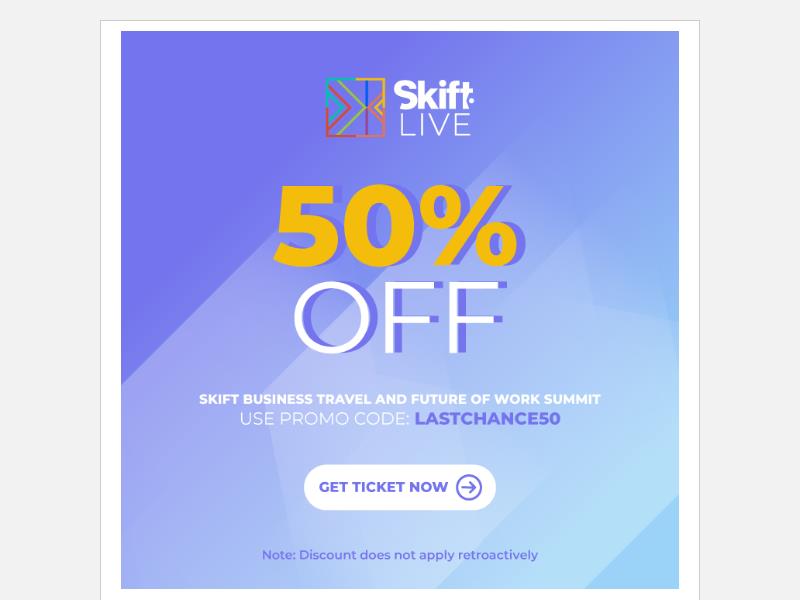 Skift
LIVE
50%
OFF
SKIFT BUSINESS TRAVEL AND FUTURE OF WORK SUMMIT
USE PROMO CODE: LASTCHANCE50
GET TICKET NOW
Note: Discount does not apply retroactively